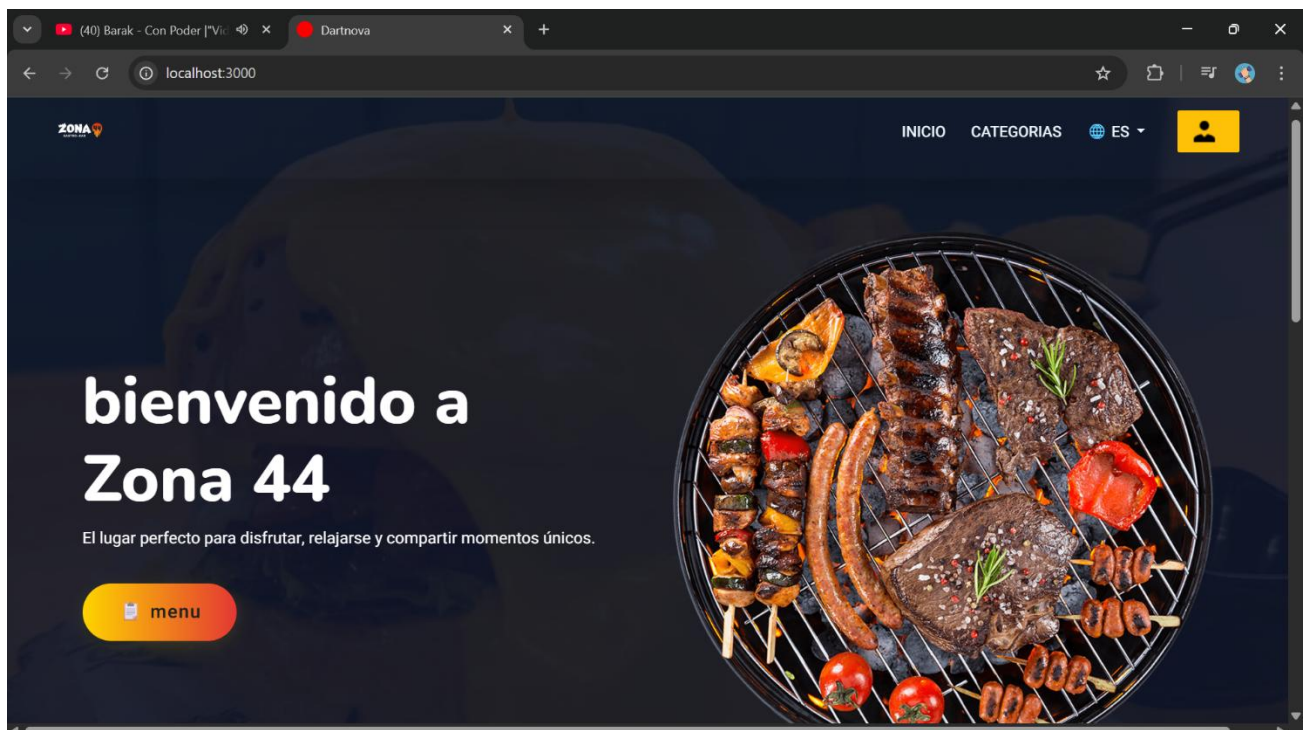 (40) Barak - Con Poder |"Vid
Dartnova
localhost:3000
ZONA
INICIO CATEGORIAS ES
bienvenido a
Zona 44
El lugar perfecto para disfrutar, relajarse y compartir momentos únicos.
menu